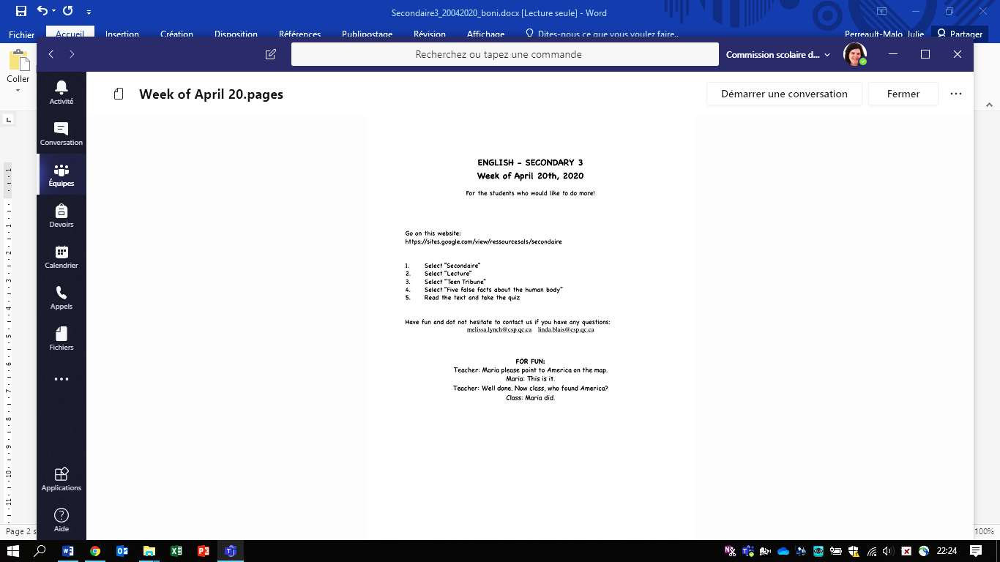 Secondaire3_20042020_boni.docx [Lecture seule] - Word
Fichier Accueil Insertion Création Disposition Références Publipostage Révision Affichage Dites-nous ce que vous voulez faire.. Perreault-Malo, Julie Partager
Coller
Recherchez ou tapez une commande
Commission scolaire d...
Week of April 20.pages
Démarrer une conversation
Fermer
Activité
Conversation
Équipes
Devoirs
Calendrier
Appels
Fichiers
Applications
Aide
ENGLISH - SECONDARY 3
Week of April 20th, 2020
For the students who would like to do more!
Go on this website:
https://sites.google.com/view/ressourcesals/secondaire
1. Select "Secondaire"
2. Select "Lecture"
3. Select "Teen Tribune"
4. Select "Five false facts about the human body"
5. Read the text and take the quiz
Have fun and dot not hesitate to contact us if you have any questions:
melissa.lynch@csp.qc.ca linda.blais@csp.qc.ca
FOR FUN:
Teacher: Maria please point to America on the map.
Maria: This is it.
Teacher: Well done. Now class, who found America?
Class: Maria did.
Page 2 s
100%
22:24